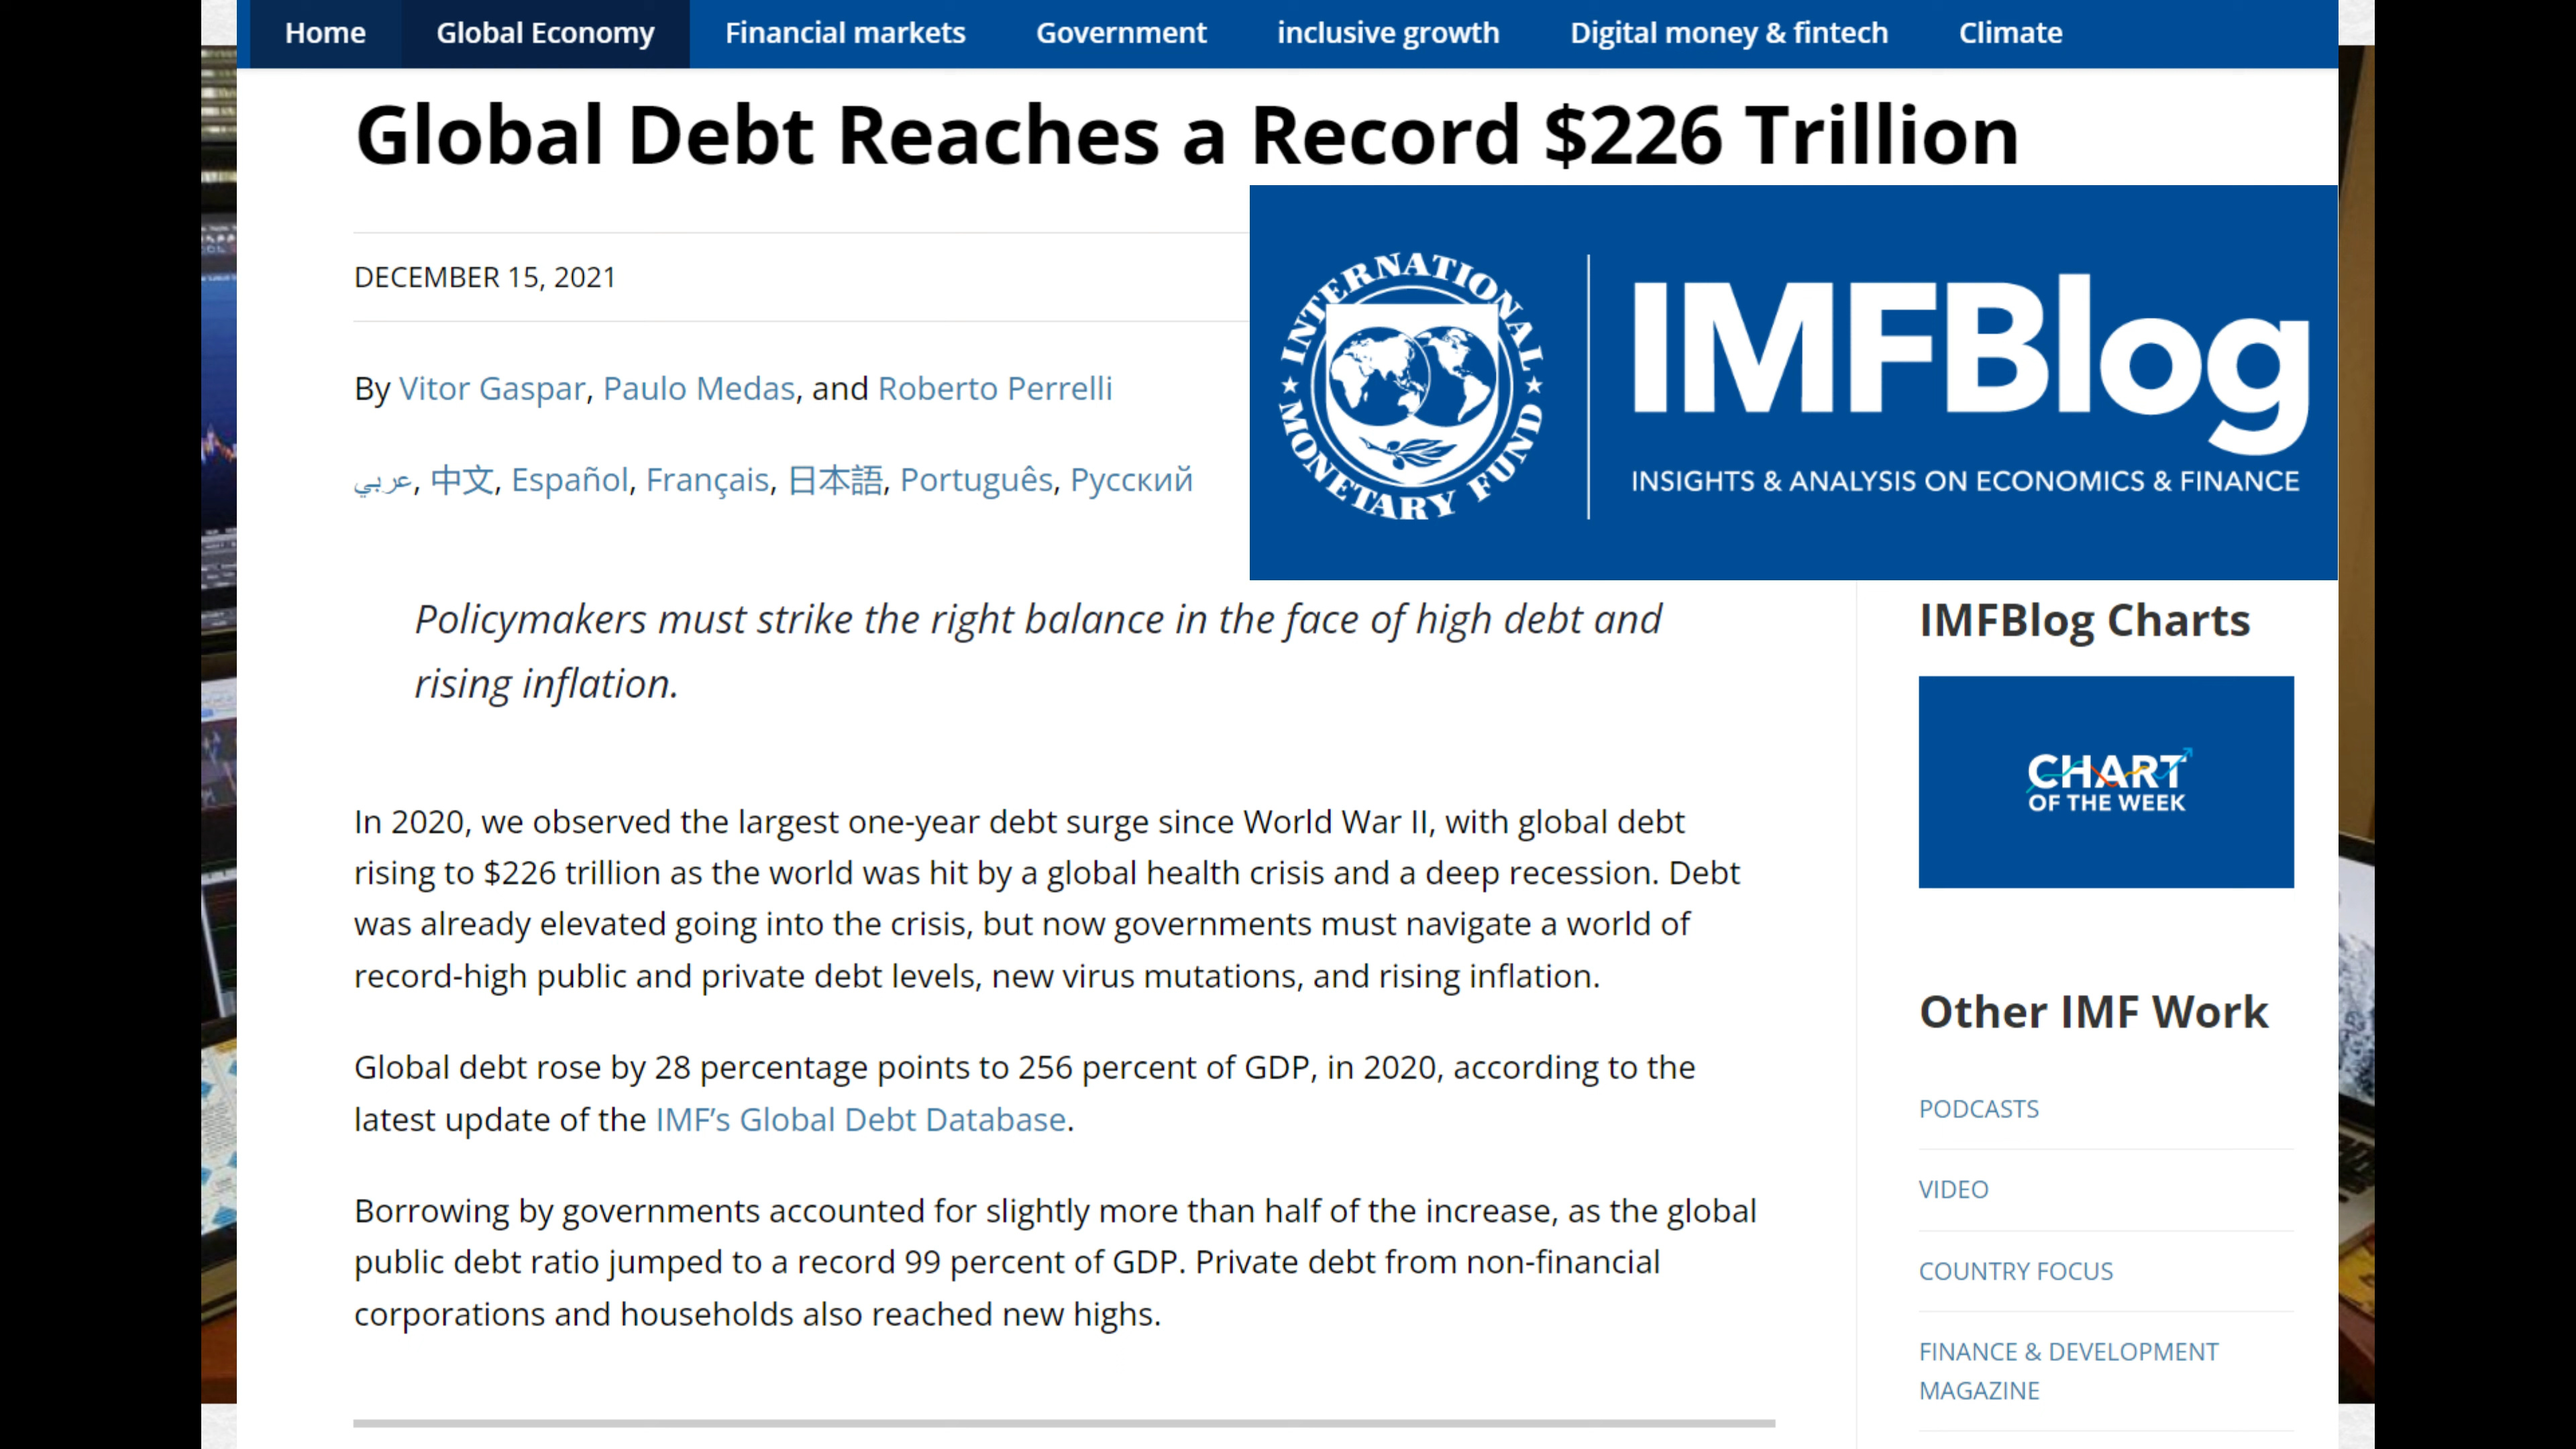 Home Global Economy Financial markets Government inclusive growth Digital money & fintech Climate
Global Debt Reaches a Record $226 Trillion
DECEMBER 15, 2021
By Vitor Gaspar, Paulo Medas, and Roberto Perrelli
عربي, 中文, Español, Français, 日本語, Português, Русский
INTERNATIONAL MONETARY FUND
IMFBlog
INSIGHTS & ANALYSIS ON ECONOMICS & FINANCE
Policymakers must strike the right balance in the face of high debt and
rising inflation.
In 2020, we observed the largest one-year debt surge since World War II, with global debt
rising to $226 trillion as the world was hit by a global health crisis and a deep recession. Debt
was already elevated going into the crisis, but now governments must navigate a world of
record-high public and private debt levels, new virus mutations, and rising inflation.
Global debt rose by 28 percentage points to 256 percent of GDP, in 2020, according to the
latest update of the IMF’s Global Debt Database.
Borrowing by governments accounted for slightly more than half of the increase, as the global
public debt ratio jumped to a record 99 percent of GDP. Private debt from non-financial
corporations and households also reached new highs.
IMFBlog Charts
CHART
OF THE WEEK
Other IMF Work
PODCASTS
VIDEO
COUNTRY FOCUS
FINANCE & DEVELOPMENT
MAGAZINE